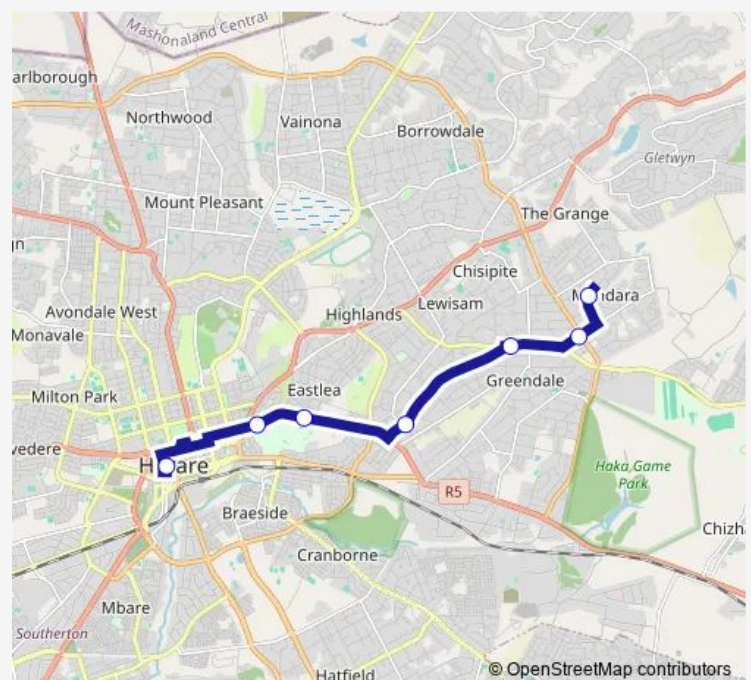 Mashonaland Central
arlborough
Northwood
Vainona
Borrowdale
Gletwyn
Mount Pleasant
The Grange
gn
Chisipite
Avondale West
Highlands
Lewisam
Monavale
Eastlea
Greendale
Milton Park
vedere
Haka Game
Park
R5
Braeside
Chizh
Cranborne
Mbare
Southerton
Hatfield
© OpenStreetMap contributors